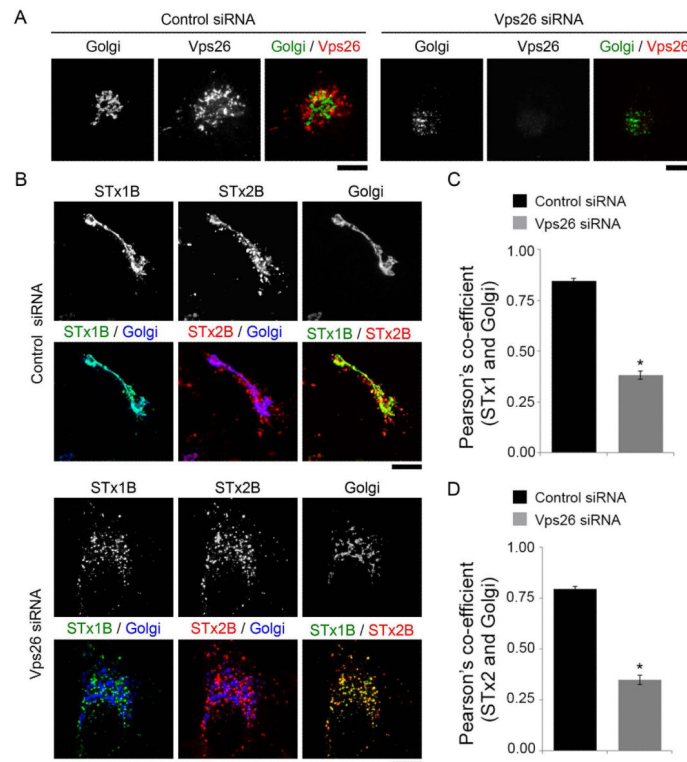 A
Control siRNA
Vps26 siRNA
Golgi
Vps26
Golgi / Vps26
Golgi
Vps26
Golgi / Vps26
B
STx1B
STx2B
Golgi
Control siRNA
STx1B / Golgi
STx2B / Golgi
STx1B / STx2B
STx1B
STx2B
Golgi
Vps26 siRNA
STx1B / Golgi
STx2B / Golgi
STx1B / STx2B
C
Control siRNA
Vps26 siRNA
Pearson's co-efficient
(STx1 and Golgi)
1.00
0.75
0.50
0.25
0.00
*
D
Control siRNA
Vps26 siRNA
Pearson's co-efficient
(STx2 and Golgi)
1.00
0.75
0.50
0.25
0.00
*